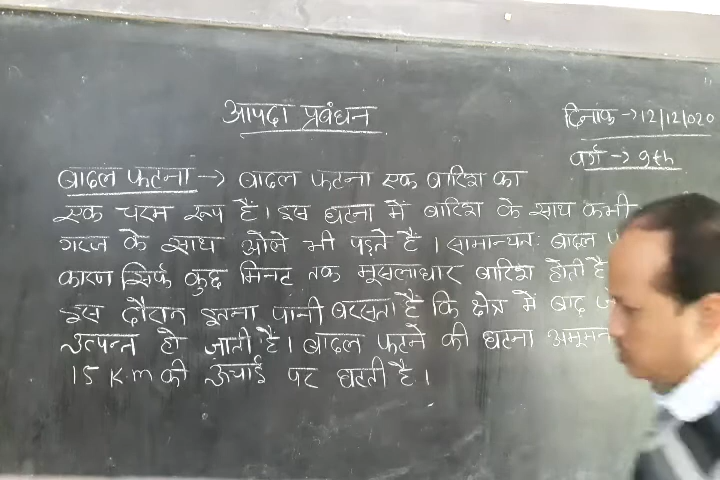 आपदा प्रबंधन
दिनांक → 12/12/020
वर्ग → 9th
बादल फटना → बादल फटना एक बारिश का
एक चरम रूप है। इस घटना में बारिश के साथ कभी
गरज के साथ ओले भी पड़ते है। सामान्यतः बादल
कारण सिर्फ कुछ मिनट तक मूसलाधार बारिश होती है
इस दौरान इतना पानी बरसता है कि क्षेत्र में बाढ़
उत्पन्न हो जाती है। बादल फटने की घटना अमूमन
15 K.m की ऊचाई पर घटती है।